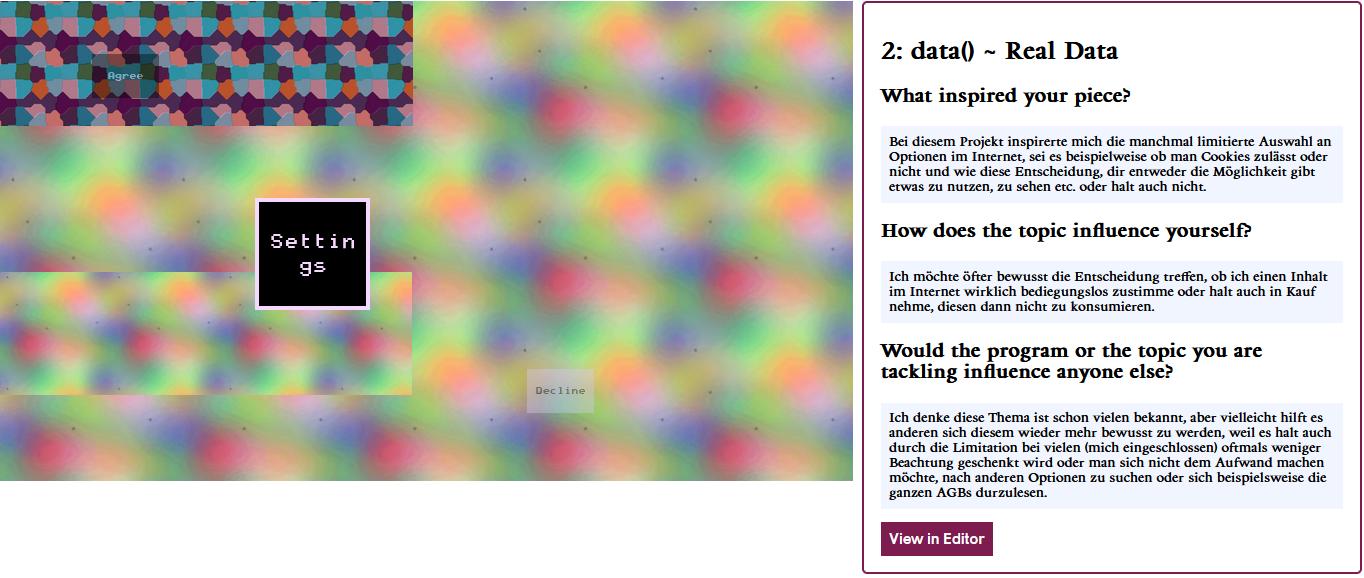 Agree
Settin
gs
Decline
2: data() ~ Real Data
What inspired your piece?
Bei diesem Projekt inspirerte mich die manchmal limitierte Auswahl an
Optionen im Internet, sei es beispielweise ob man Cookies zulässt oder
nicht und wie diese Entscheidung, dir entweder die Möglichkeit gibt
etwas zu nutzen, zu sehen etc. oder halt auch nicht.
How does the topic influence yourself?
Ich möchte öfter bewusst die Entscheidung treffen, ob ich einen Inhalt
im Internet wirklich bediegungslos zustimme oder halt auch in Kauf
nehme, diesen dann nicht zu konsumieren.
Would the program or the topic you are
tackling influence anyone else?
Ich denke diese Thema ist schon vielen bekannt, aber vielleicht hilft es
anderen sich diesem wieder mehr bewusst zu werden, weil es halt auch
durch die Limitation bei vielen (mich eingeschlossen) oftmals weniger
Beachtung geschenkt wird oder man sich nicht dem Aufwand machen
möchte, nach anderen Optionen zu suchen oder sich beispielsweise die
ganzen AGBs durzulesen.
View in Editor